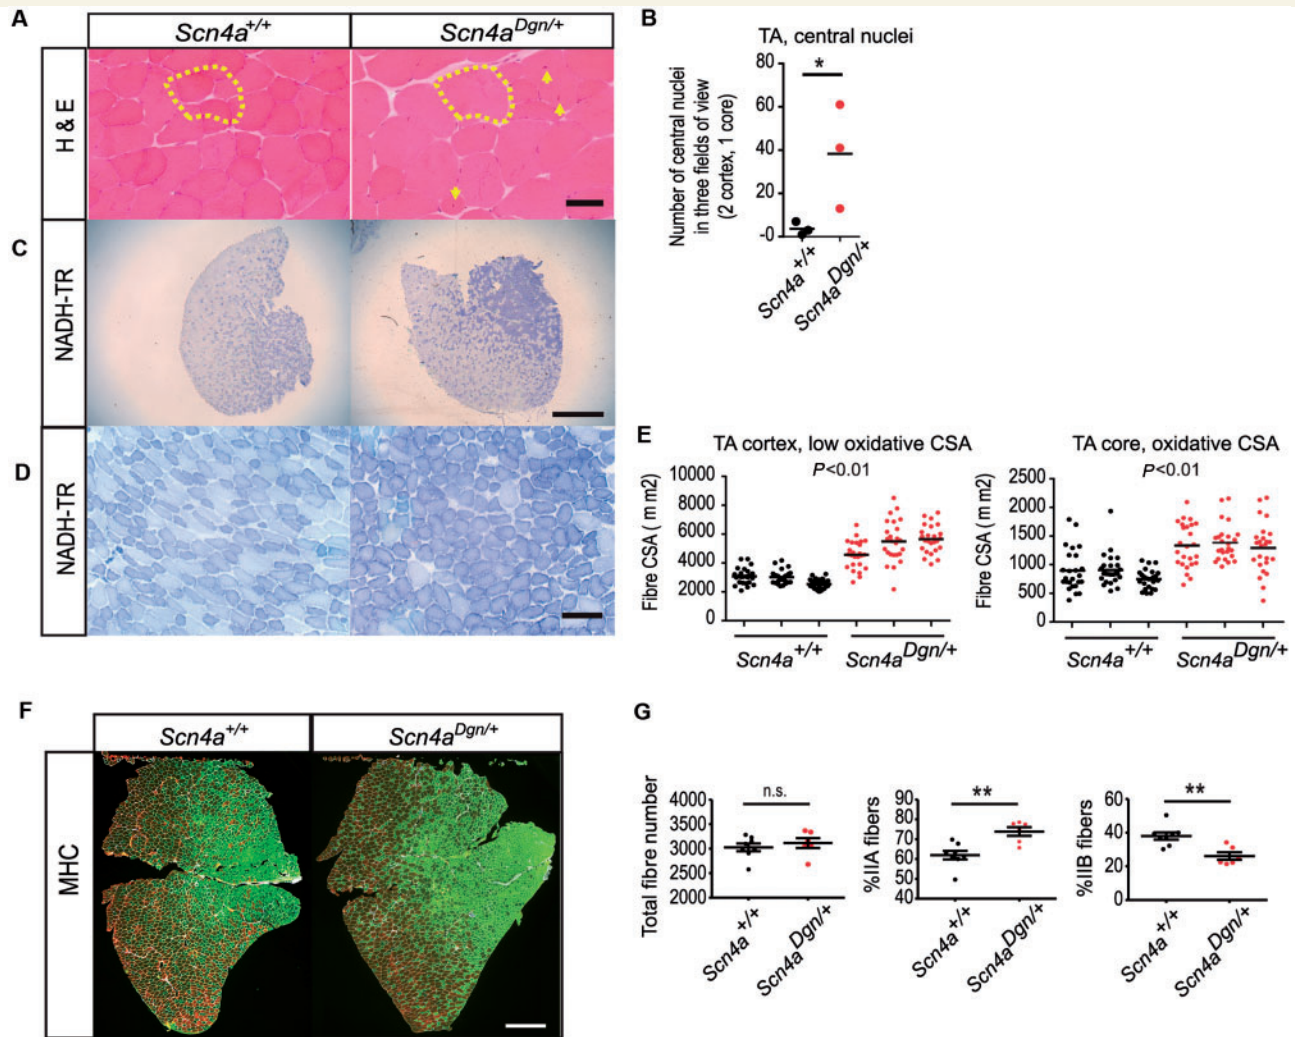 A
Scn4a+/+
Scn4aDgn/+
H & E
B
TA, central nuclei
*
Number of central nuclei
in three fields of view
(2 cortex, 1 core)
80
60
40
20
-0
Scn4a+/+
Scn4aDgn/+
C
NADH-TR
D
NADH-TR
E
TA cortex, low oxidative CSA
P<0.01
Fibre CSA ( m m2)
10000
8000
6000
4000
2000
0
Scn4a+/+
Scn4aDgn/+
TA core, oxidative CSA
P<0.01
Fibre CSA ( m m2)
2500
2000
1500
1000
500
0
Scn4a+/+
Scn4aDgn/+
F
Scn4a+/+
Scn4aDgn/+
MHC
G
n.s.
Total fibre number
4000
3500
3000
2500
2000
Scn4a+/+
Scn4aDgn/+
**
%IIA fibers
90
80
70
60
50
40
Scn4a+/+
Scn4aDgn/+
**
%IIB fibers
60
40
20
0
Scn4a+/+
Scn4aDgn/+